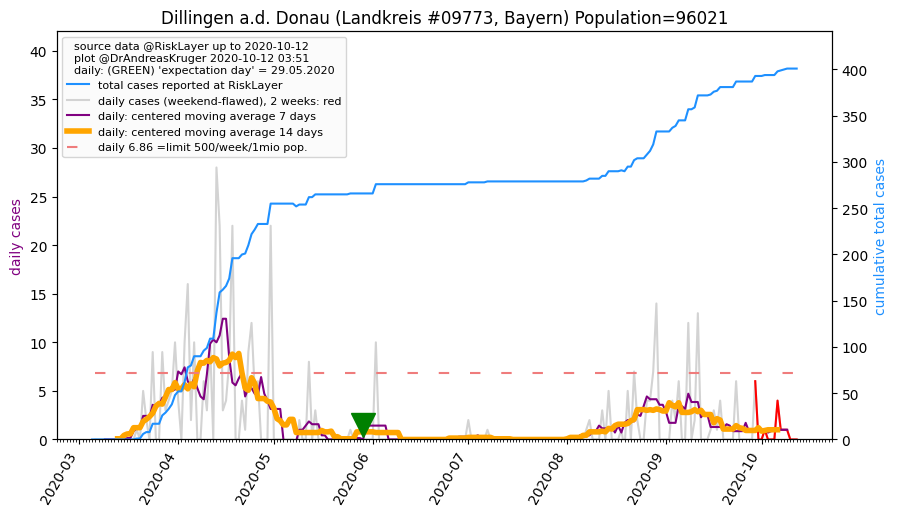 Dillingen a.d. Donau (Landkreis #09773, Bayern) Population=96021
source data @RiskLayer up to 2020-10-12
plot @DrAndreasKruger 2020-10-12 03:51
daily: (GREEN) 'expectation day' = 29.05.2020
total cases reported at RiskLayer
daily cases (weekend-flawed), 2 weeks: red
daily: centered moving average 7 days
daily: centered moving average 14 days
daily 6.86 =limit 500/week/1mio pop.
daily cases
40
35
30
25
20
15
10
5
0
cumulative total cases
400
350
300
250
200
150
100
50
0
2020-03
2020-04
2020-05
2020-06
2020-07
2020-08
2020-09
2020-10